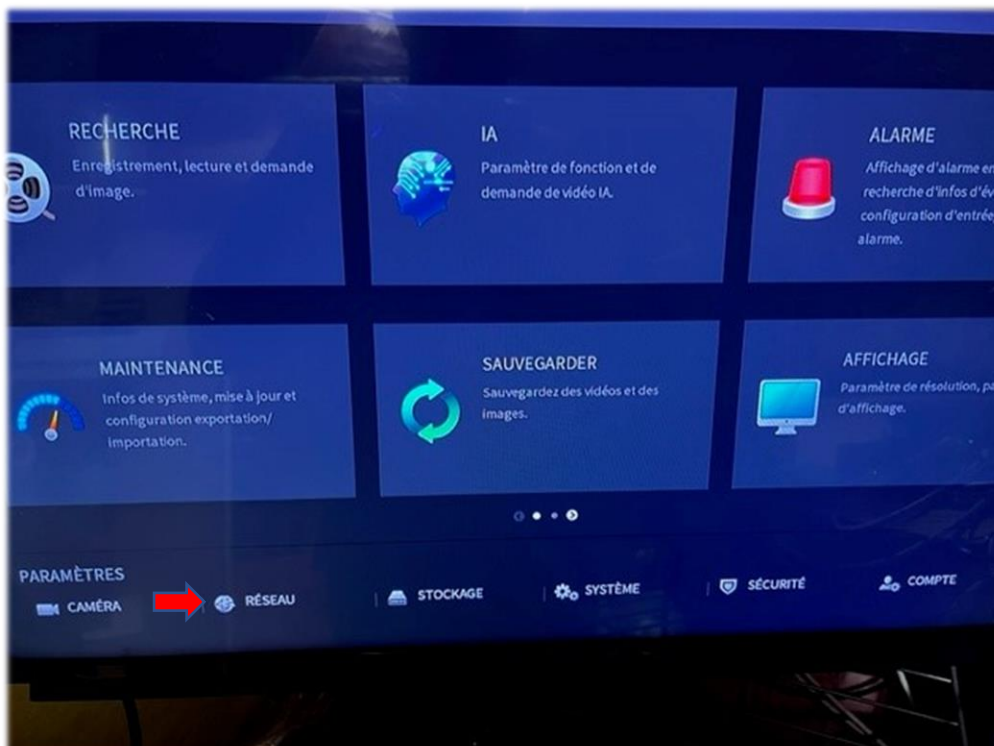 RECHERCHE
Enregistrement, lecture et demande
d'image.
IA
Paramètre de fonction et de
demande de vidéo IA.
ALARME
Affichage d'alarme en
recherche d'infos d'év
configuration d'entrée
alarme.
MAINTENANCE
Infos de système, mise à jour et
configuration exportation/
importation.
SAUVEGARDER
Sauvegardez des vidéos et des
images.
AFFICHAGE
Paramètre de résolution, pa
d'affichage.
PARAMÈTRES
CAMÉRA
RÉSEAU
STOCKAGE
SYSTÈME
SÉCURITÉ
COMPTE